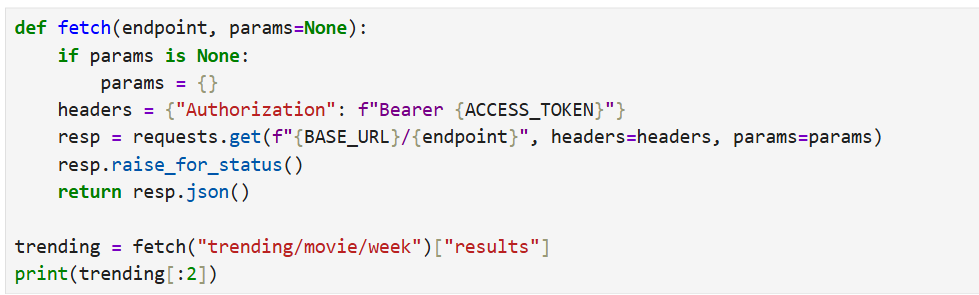 def fetch(endpoint, params=None):
    if params is None:
        params = {}
    headers = {"Authorization": f"Bearer {ACCESS_TOKEN}"}
    resp = requests.get(f"{BASE_URL}/{endpoint}", headers=headers, params=params)
    resp.raise_for_status()
    return resp.json()

trending = fetch("trending/movie/week")["results"]
print(trending[:2])